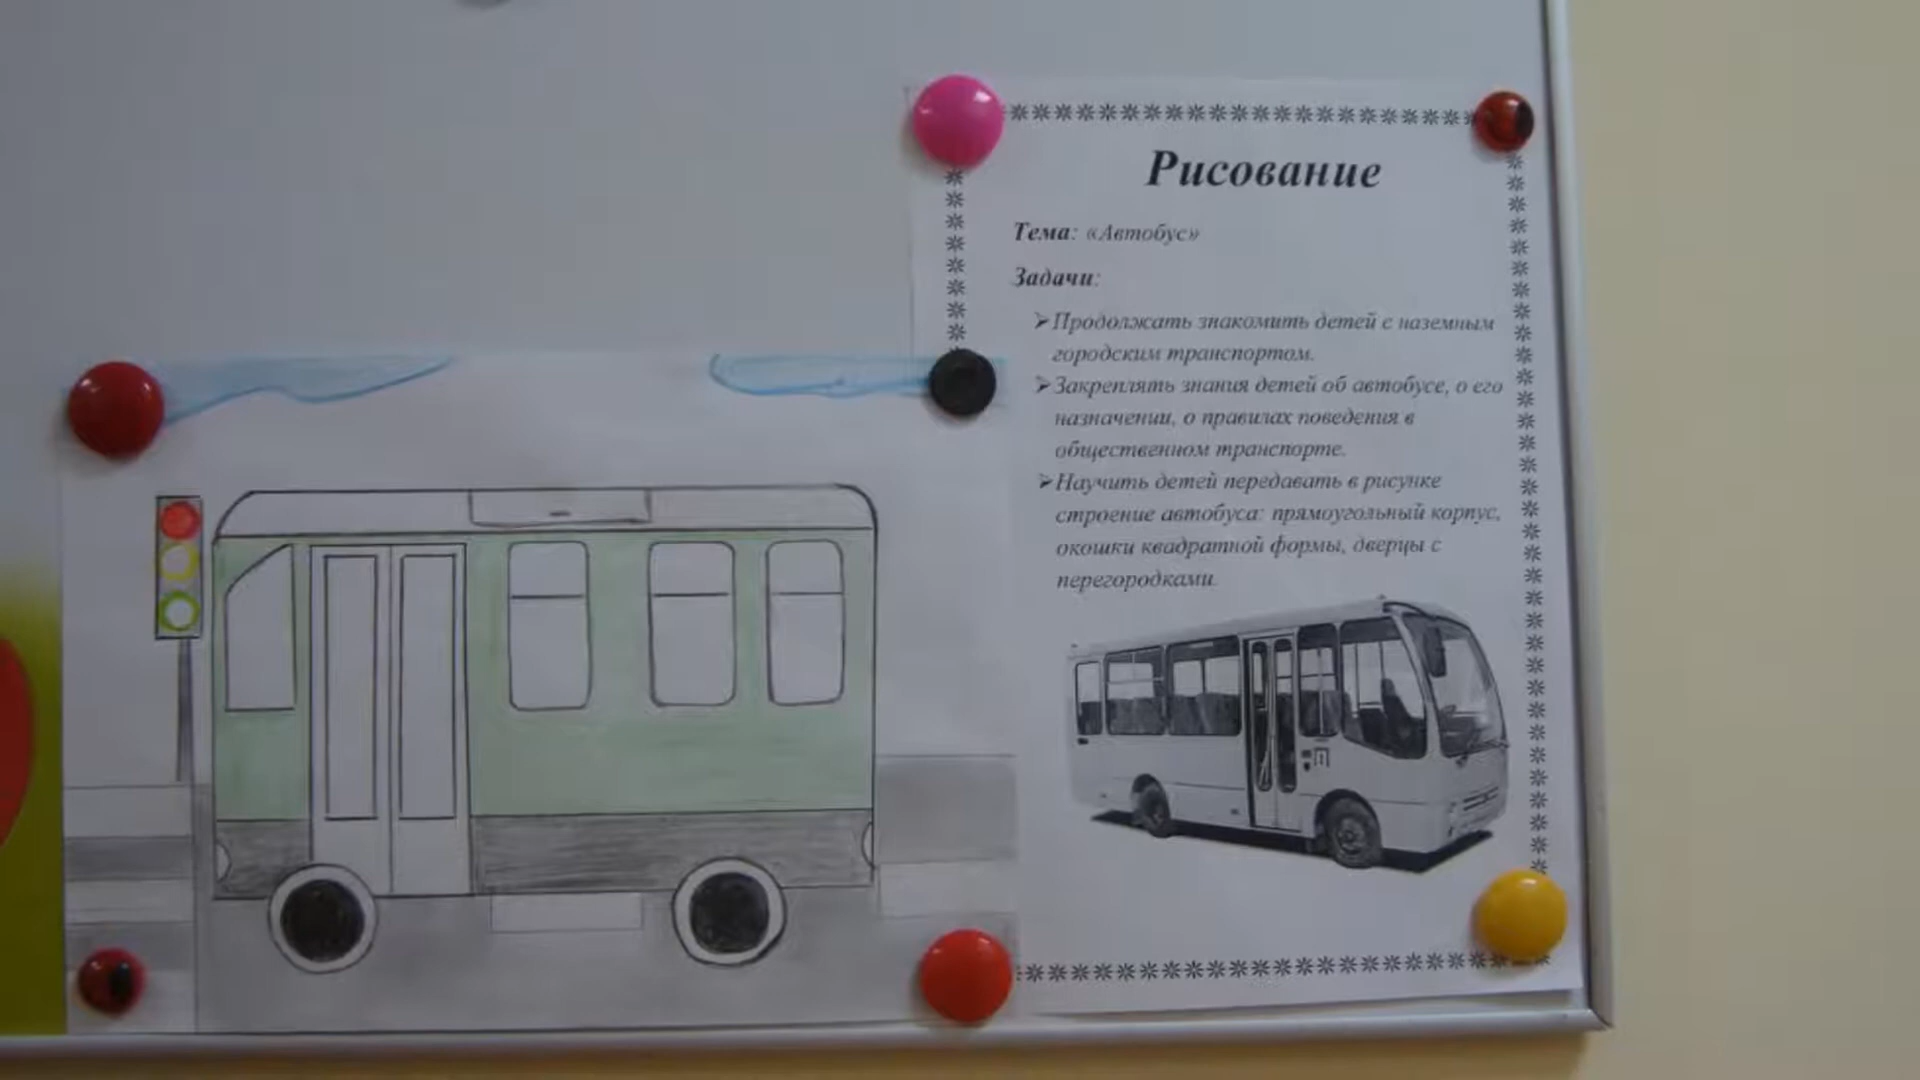 Рисование
Тема: «Автобус»
Задачи:
➢Продолжать знакомить детей с наземным
городским транспортом.
➢Закреплять знания детей об автобусе, о его
назначении, о правилах поведения в
общественном транспорте.
➢Научить детей передавать в рисунке
строение автобуса: прямоугольный корпус,
окошки квадратной формы, дверцы с
перегородками.